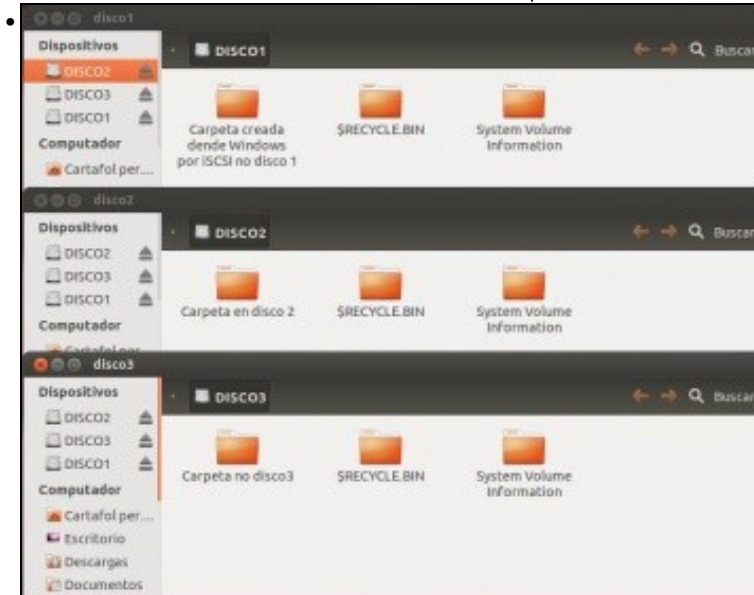 disco1
Dispositivos
DISCO1
Buscar
DISCO2
DISCO3
DISCO1
Carpeta creada
dende Windows
por iSCSI no disco 1
$RECYCLE.BIN
System Volume
Information
Computador
Cartafol per...
disco2
Dispositivos
DISCO2
Buscar
DISCO2
DISCO3
DISCO1
Carpeta en disco 2
$RECYCLE.BIN
System Volume
Information
Computador
disco3
Dispositivos
DISCO3
Buscar
DISCO2
DISCO3
DISCO1
Carpeta no disco3
$RECYCLE.BIN
System Volume
Information
Computador
Cartafol per...
Escritorio
Descargas
Documentos